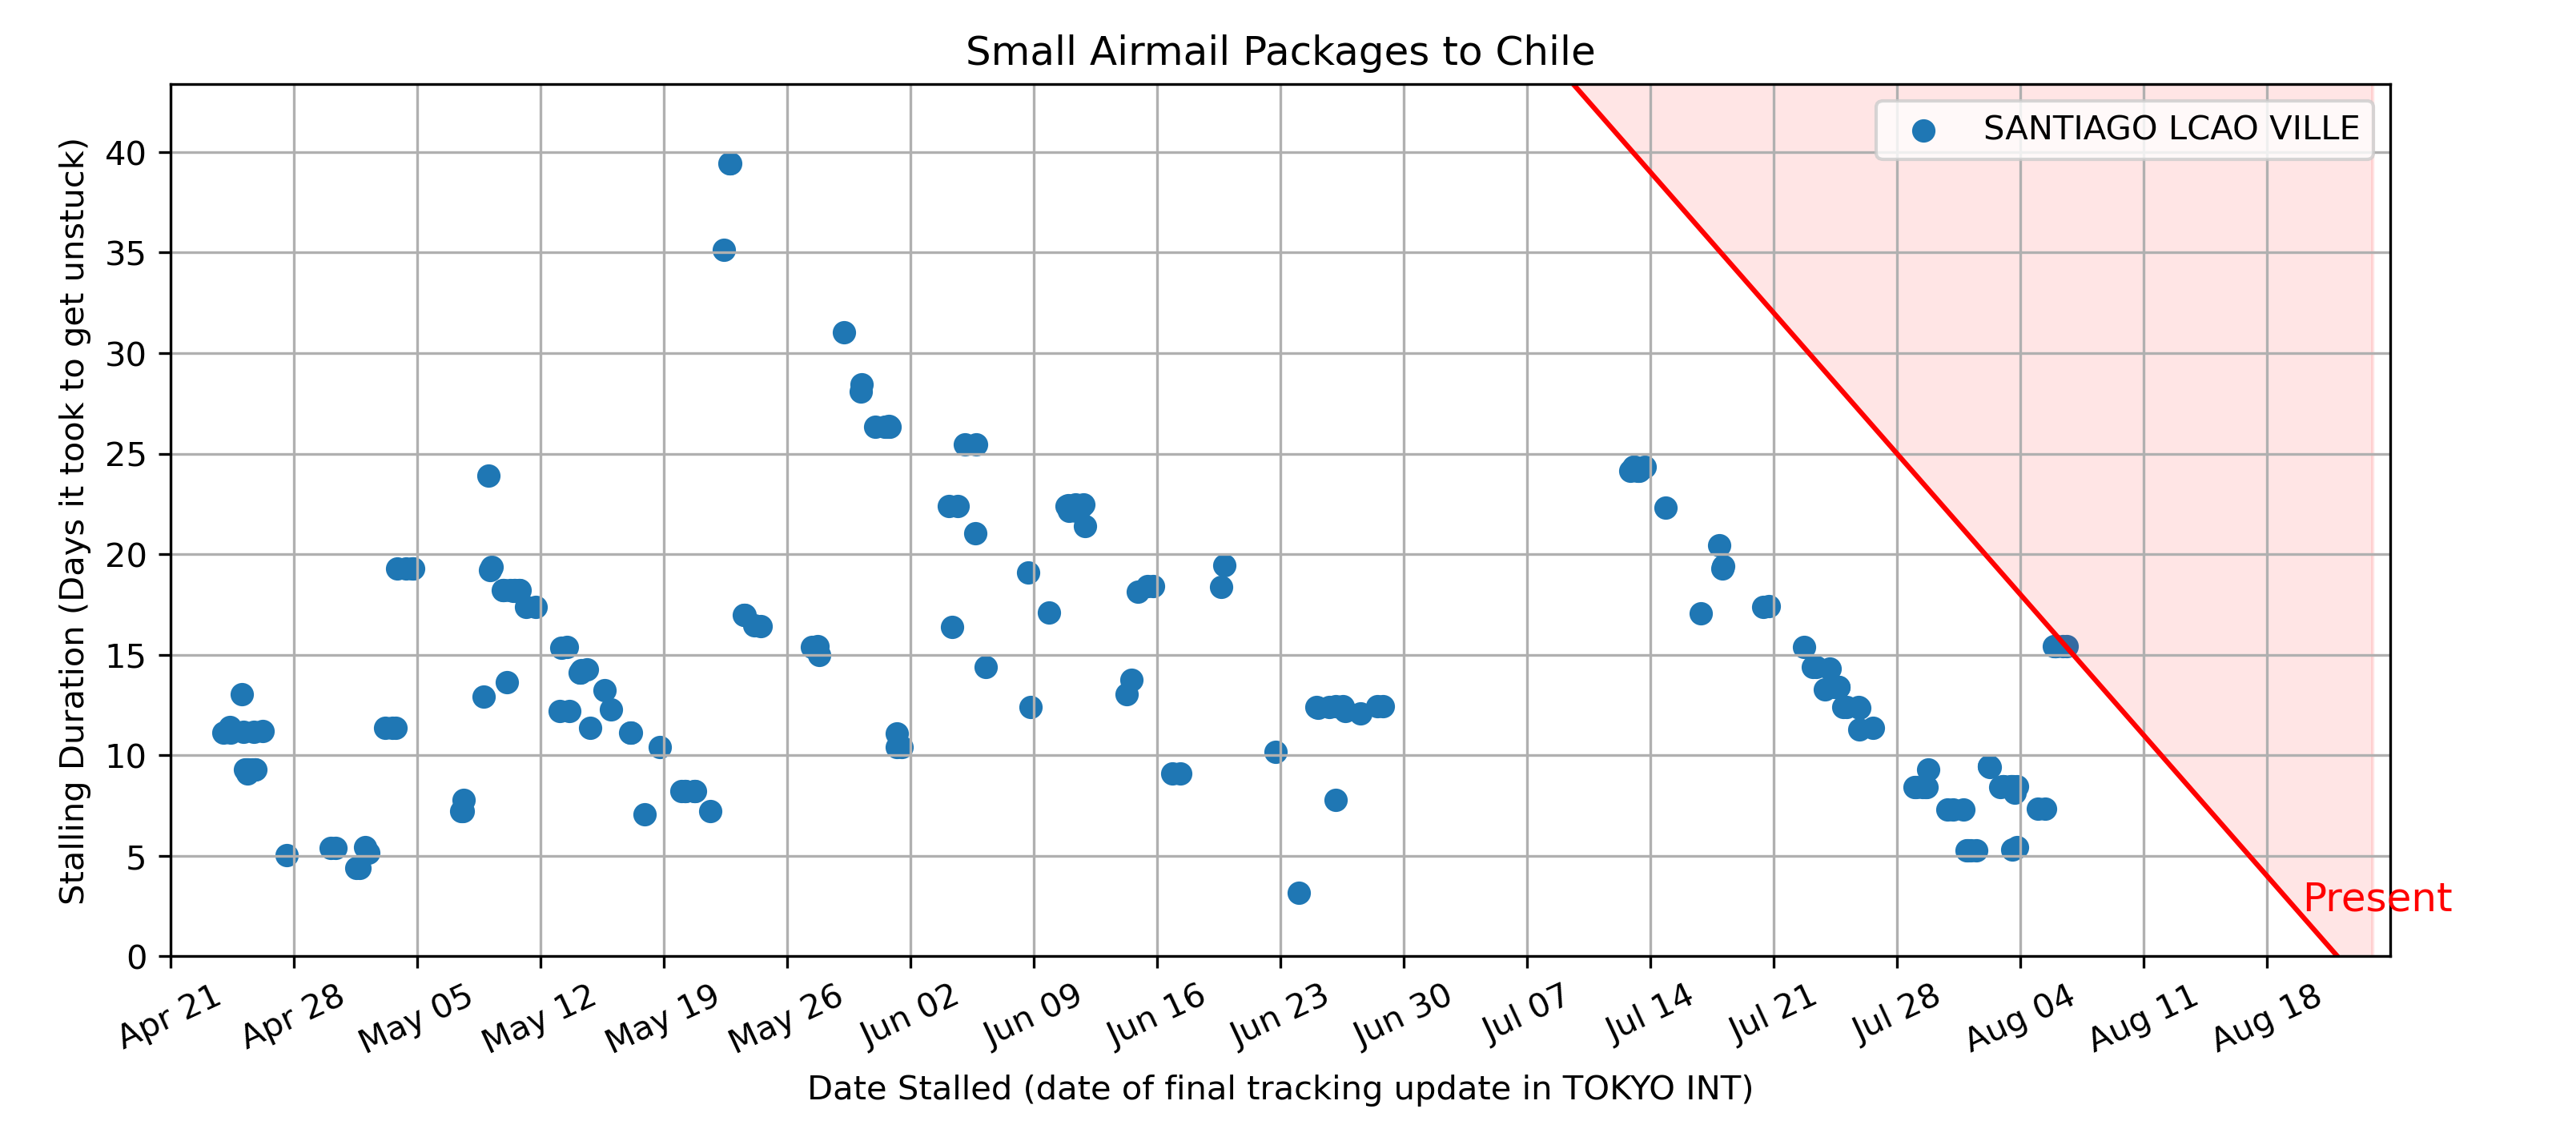 Small Airmail Packages to Chile
SANTIAGO LCAO VILLE
Stalling Duration (Days it took to get unstuck)
40
35
30
25
20
15
10
5
0
Present
Apr 21
Apr 28
May 05
May 12
May 19
May 26
Jun 02
Jun 09
Jun 16
Jun 23
Jun 30
Jul 07
Jul 14
Jul 21
Jul 28
Aug 04
Aug 11
Aug 18
Date Stalled (date of final tracking update in TOKYO INT)